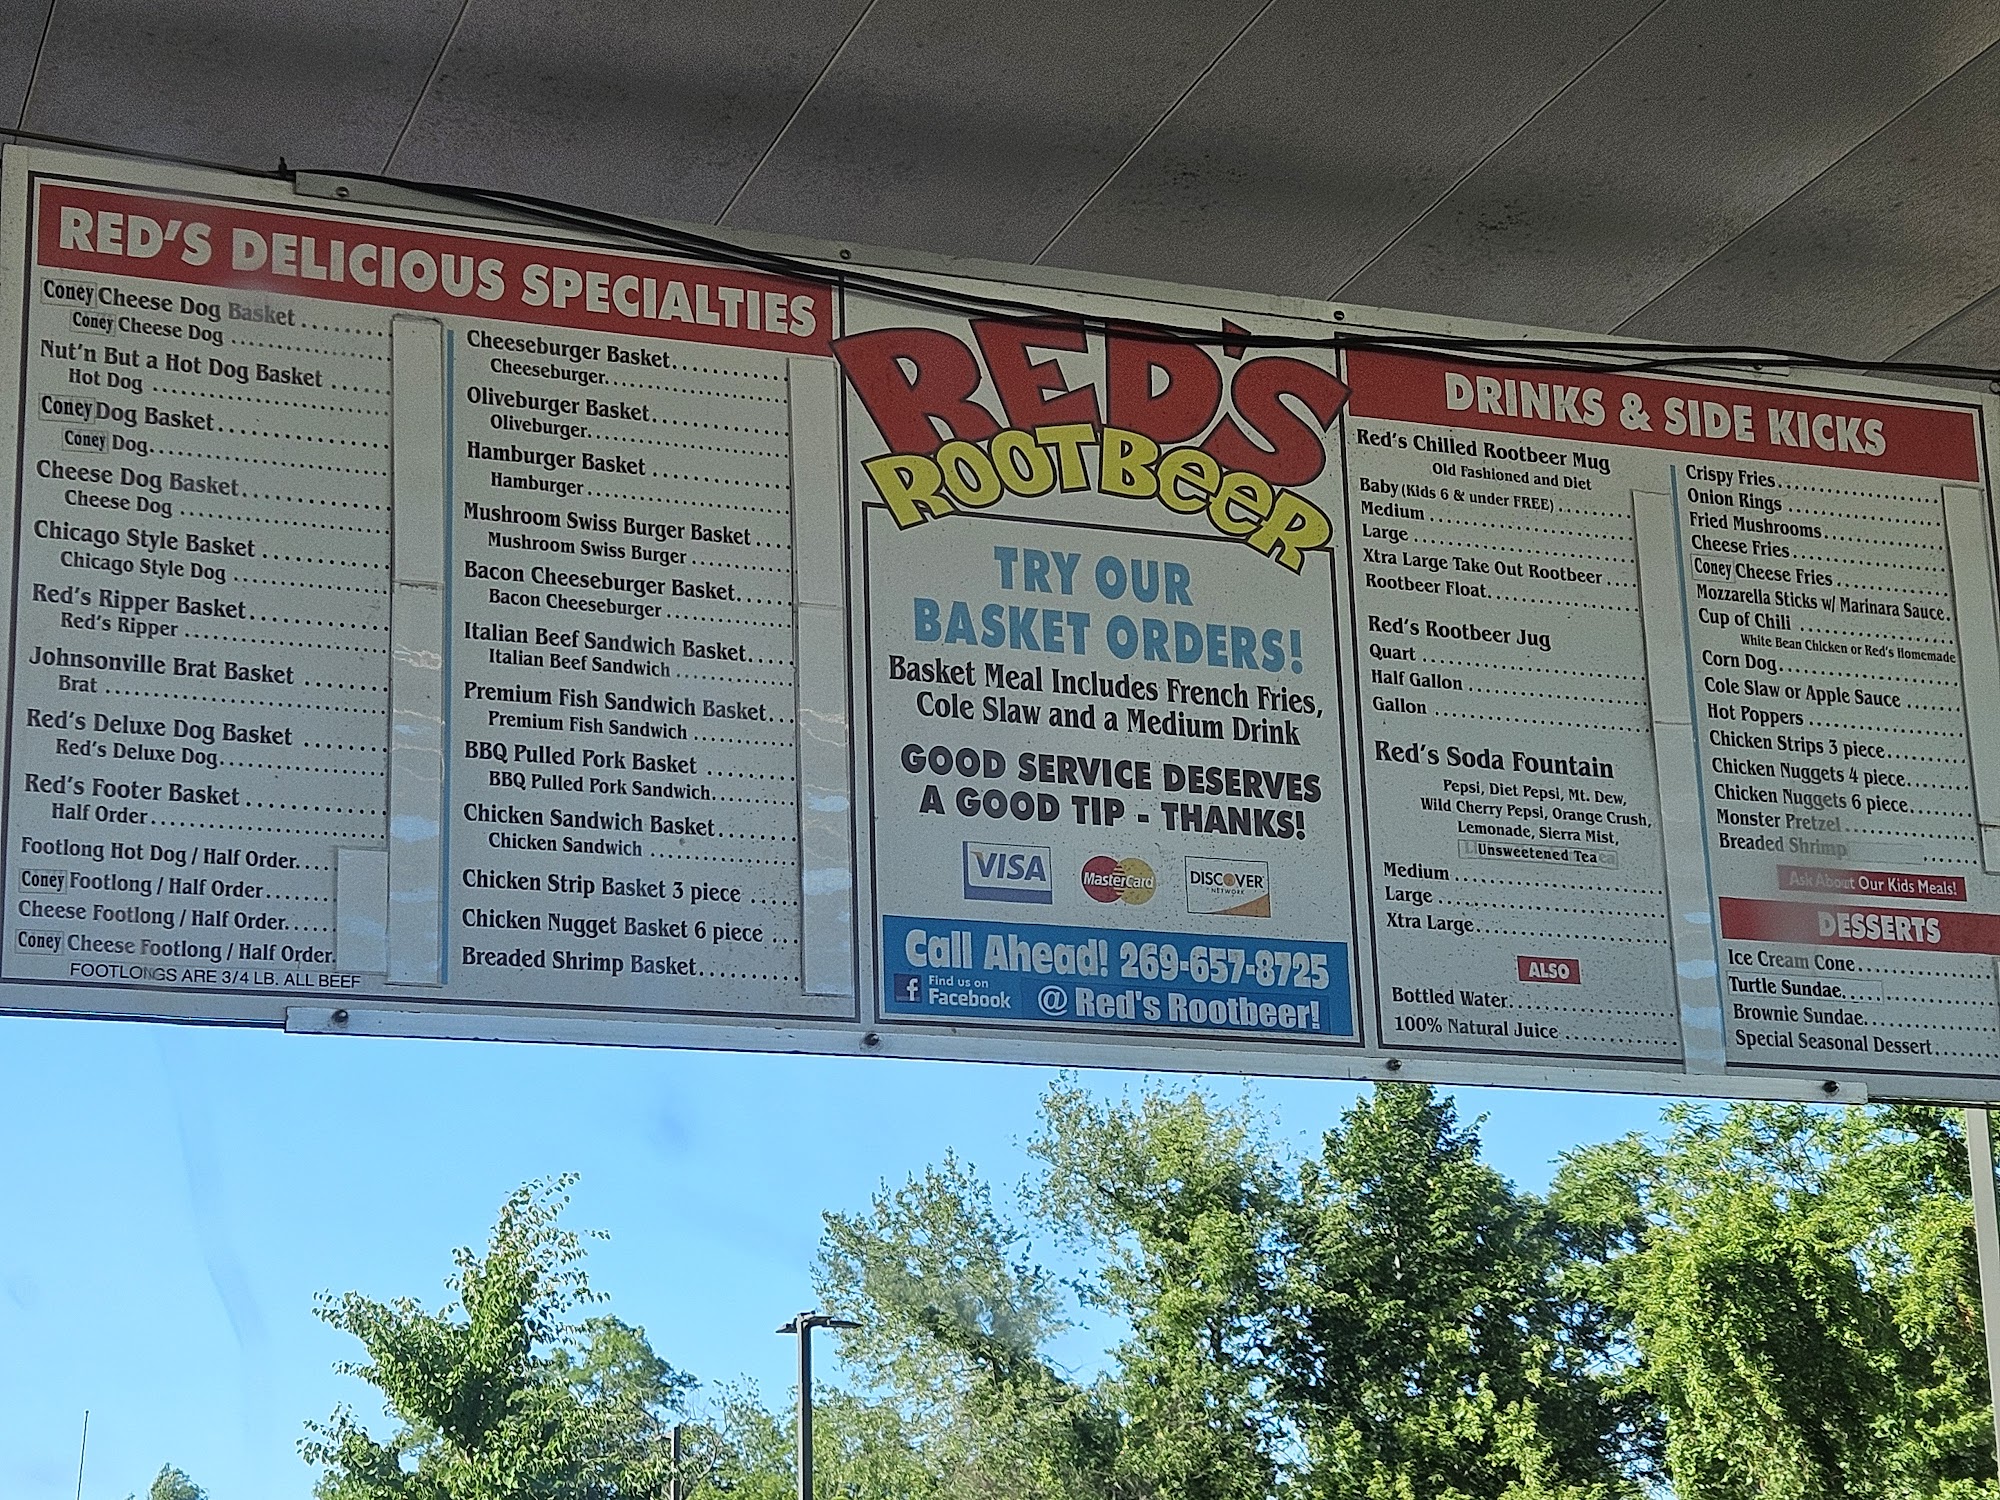 RED'S DELICIOUS SPECIALTIES
Coney Cheese Dog Basket
Coney Cheese Dog
Nut'n But a Hot Dog Basket
Hot Dog
Coney Dog Basket
Coney Dog
Cheese Dog Basket
Cheese Dog
Chicago Style Basket
Chicago Style Dog
Red's Ripper Basket
Red's Ripper
Johnsonville Brat Basket
Brat
Red's Deluxe Dog Basket
Red's Deluxe Dog
Red's Footer Basket
Half Order
Footlong Hot Dog / Half Order
Coney Footlong / Half Order
Cheese Footlong / Half Order
Coney Cheese Footlong / Half Order
FOOTLONGS ARE 3/4 LB. ALL BEEF
Cheeseburger Basket
Cheeseburger
Oliveburger Basket
Oliveburger
Hamburger Basket
Hamburger
Mushroom Swiss Burger Basket
Mushroom Swiss Burger
Bacon Cheeseburger Basket
Bacon Cheeseburger
Italian Beef Sandwich Basket
Italian Beef Sandwich
Premium Fish Sandwich Basket
Premium Fish Sandwich
BBQ Pulled Pork Basket
BBQ Pulled Pork Sandwich
Chicken Sandwich Basket
Chicken Sandwich
Chicken Strip Basket 3 piece
Chicken Nugget Basket 6 piece
Breaded Shrimp Basket
RED'S
ROOTBEER
TRY OUR
BASKET ORDERS!
Basket Meal Includes French Fries,
Cole Slaw and a Medium Drink
GOOD SERVICE DESERVES
A GOOD TIP - THANKS!
VISA
MasterCard
DISCOVER
NETWORK
Call Ahead! 269-657-8725
Find us on
Facebook
@ Red's Rootbeer!
DRINKS & SIDE KICKS
Red's Chilled Rootbeer Mug
Old Fashioned and Diet
Baby (Kids 6 & under FREE)
Medium
Large
Xtra Large Take Out Rootbeer
Rootbeer Float
Red's Rootbeer Jug
Quart
Half Gallon
Gallon
Red's Soda Fountain
Pepsi, Diet Pepsi, Mt. Dew,
Wild Cherry Pepsi, Orange Crush,
Lemonade, Sierra Mist,
Unsweetened Tea
Medium
Large
Xtra Large
ALSO
Bottled Water
100% Natural Juice
Crispy Fries
Onion Rings
Fried Mushrooms
Cheese Fries
Coney Cheese Fries
Mozzarella Sticks w/ Marinara Sauce
Cup of Chili
White Bean Chicken or Red's Homemade
Corn Dog
Cole Slaw or Apple Sauce
Hot Poppers
Chicken Strips 3 piece
Chicken Nuggets 4 piece
Chicken Nuggets 6 piece
Monster Pretzel
Breaded Shrimp
Ask About Our Kids Meals!
DESSERTS
Ice Cream Cone
Turtle Sundae
Brownie Sundae
Special Seasonal Dessert